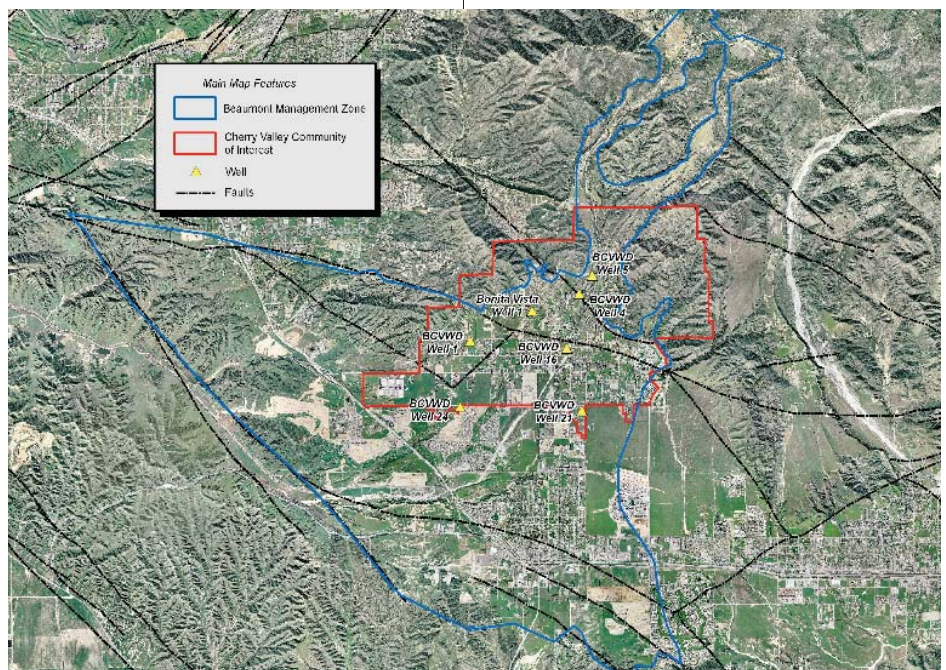 Main Map Features
Beaumont Management Zone
Cherry Valley Community
of Interest
Well
Faults
BCVWD
Well 5
BCVWD
Well 4
Bonita Vista
Well 1
BCVWD
Well 1
BCVWD
Well 16
BCVWD
Well 24
BCVWD
Well 21